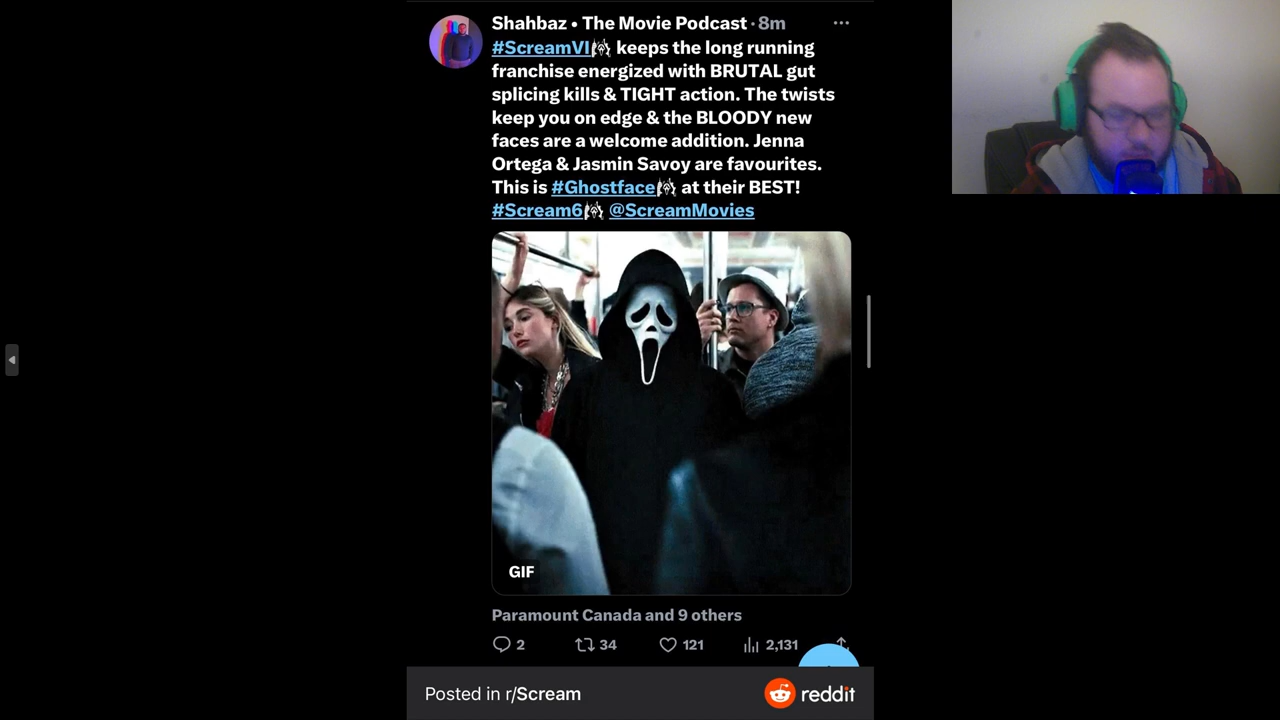 Shahbaz • The Movie Podcast · 8m
#ScreamVI keeps the long running
franchise energized with BRUTAL gut
splicing kills & TIGHT action. The twists
keep you on edge & the BLOODY new
faces are a welcome addition. Jenna
Ortega & Jasmin Savoy are favourites.
This is #Ghostface at their BEST!
#Scream6 @ScreamMovies
GIF
Paramount Canada and 9 others
2 34 121 2,131
Posted in r/Scream
reddit